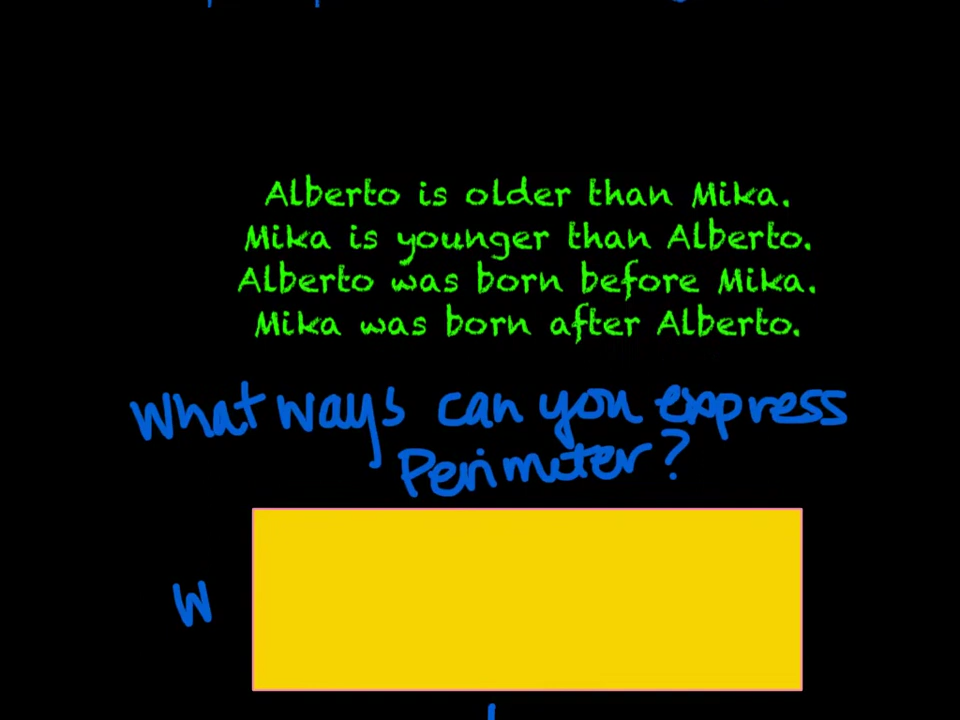 Alberto is older than Mika.
Mika is younger than Alberto.
Alberto was born before Mika.
Mika was born after Alberto.
What ways can you express
Perimeter?
W